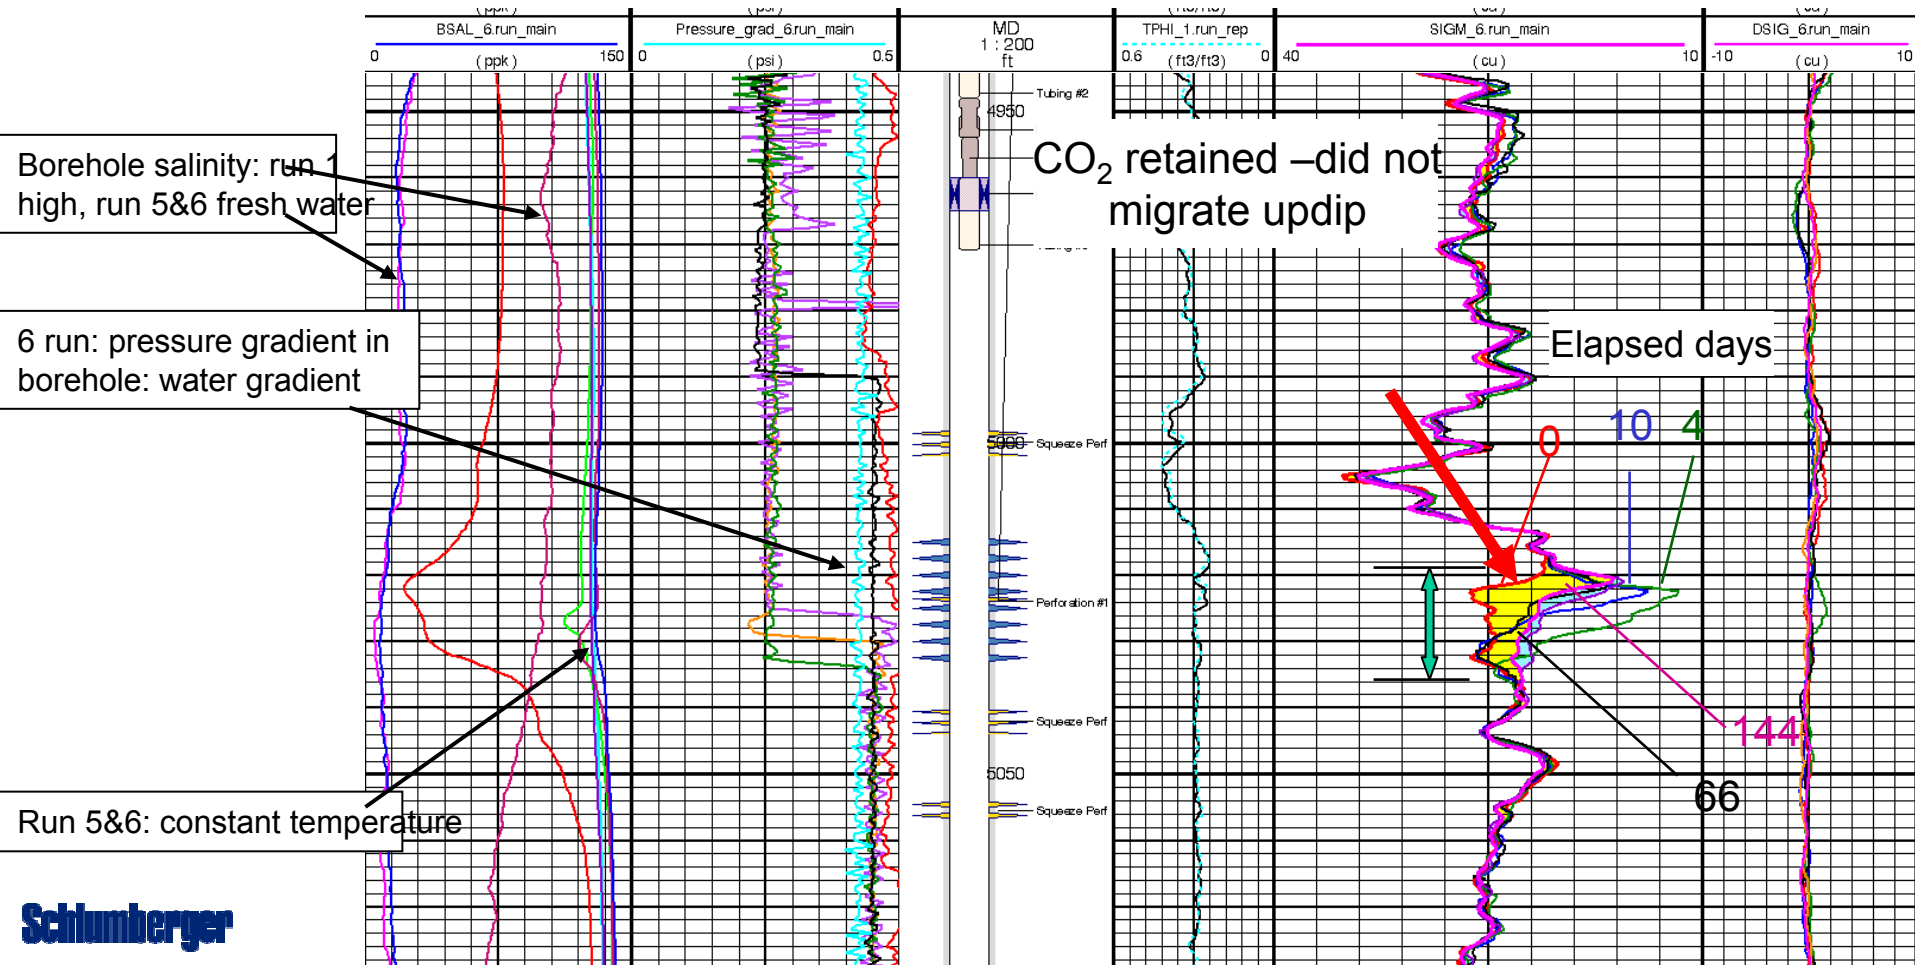 BSAL_6.run_main
0 (ppk) 150
Pressure_grad_6.run_main
0 (psi) 0.5
MD
1 : 200
ft
TPHI_1.run_rep
0.6 (ft3/ft3) 0
SIGM_6.run_main
40 (cu) 10
DSIG_6.run_main
-10 (cu) 10
Tubing #2
4950
CO2 retained –did not
migrate updip
Borehole salinity: run 1
high, run 5&6 fresh water
6 run: pressure gradient in
borehole: water gradient
Elapsed days
0
10
4
5000
Squeeze Perf
Perforation #1
Squeeze Perf
144
5050
66
Squeeze Perf
Run 5&6: constant temperature
Schlumberger